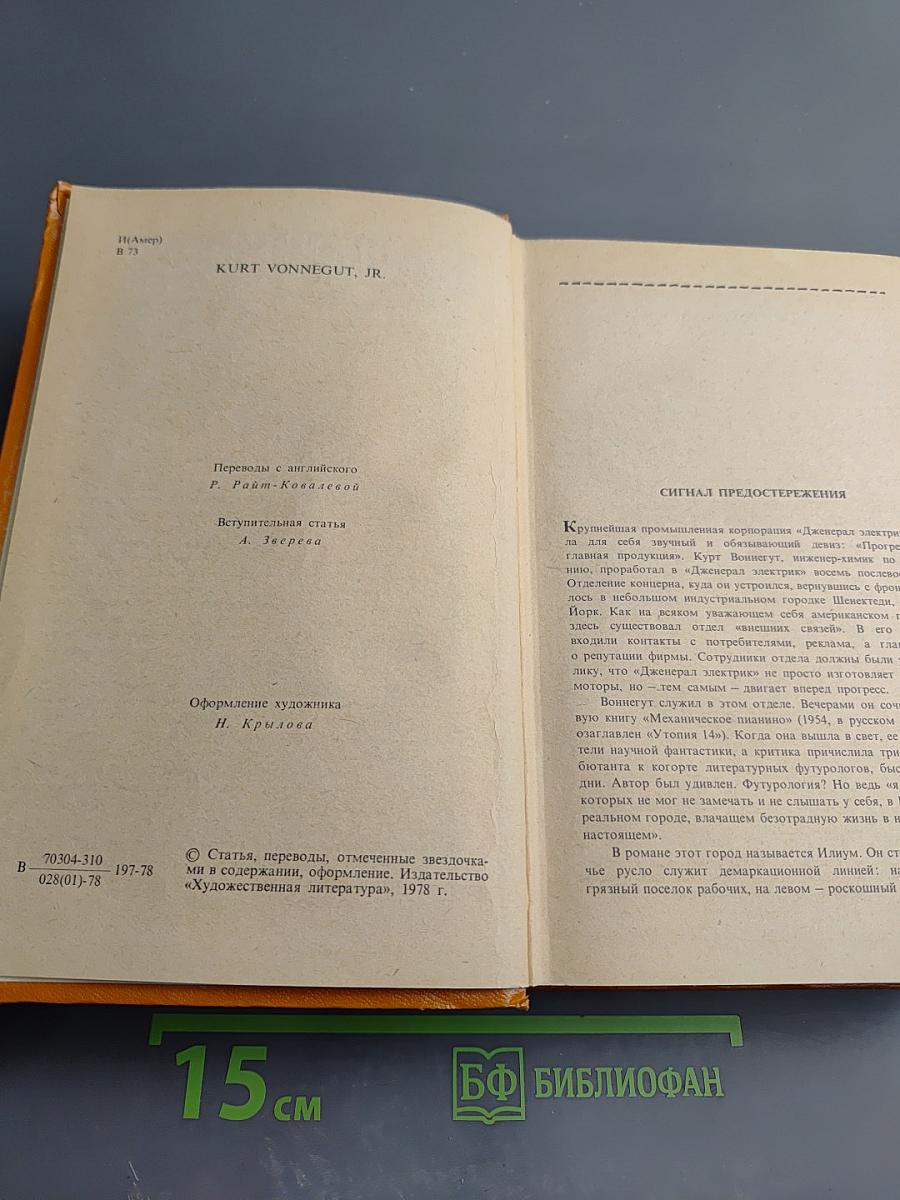 И(Амер)
В 73
KURT VONNEGUT, JR.
Переводы с английского
Р. Райт-Ковалевой
Вступительная статья
А. Зверева
Оформление художника
Н. Крылова
В 70304-310 197-78
028(01)-78
© Статья, переводы, отмеченные звездочка-
ми в содержании, оформление. Издательство
«Художественная литература», 1978 г.
СИГНАЛ ПРЕДОСТЕРЕЖЕНИЯ
Крупнейшая промышленная корпорация «Дженерал электрик
ла для себя звучный и обязывающий девиз: «Прогре
главная продукция». Курт Воннегут, инженер-химик по
нию, проработал в «Дженерал электрик» восемь послево
Отделение концерна, куда он устроился, вернувшись с фрон
лось в небольшом индустриальном городке Шенектеди,
Йорк. Как на всяком уважающем себя американском п
здесь существовал отдел «внешних связей». В его
входили контакты с потребителями, реклама, а гла
о репутации фирмы. Сотрудники отдела должны были
лику, что «Дженерал электрик» не просто изготовляет
моторы, но — тем самым — двигает вперед прогресс.
Воннегут служил в этом отделе. Вечерами он соч
вую книгу «Механическое пианино» (1954, в русском
озаглавлен «Утопия 14»). Когда она вышла в свет, ее
тели научной фантастики, а критика причислила три
бютанта к когорте литературных футурологов, быс
дни. Автор был удивлен. Футурология? Но ведь «я
которых не мог не замечать и не слышать у себя, в
реальном городе, влачащем безотрадную жизнь в н
настоящем».
В романе этот город называется Илиум. Он ст
чье русло служит демаркационной линией: на
грязный поселок рабочих, на левом — роскошный
15 см
БФ БИБЛИОФАН